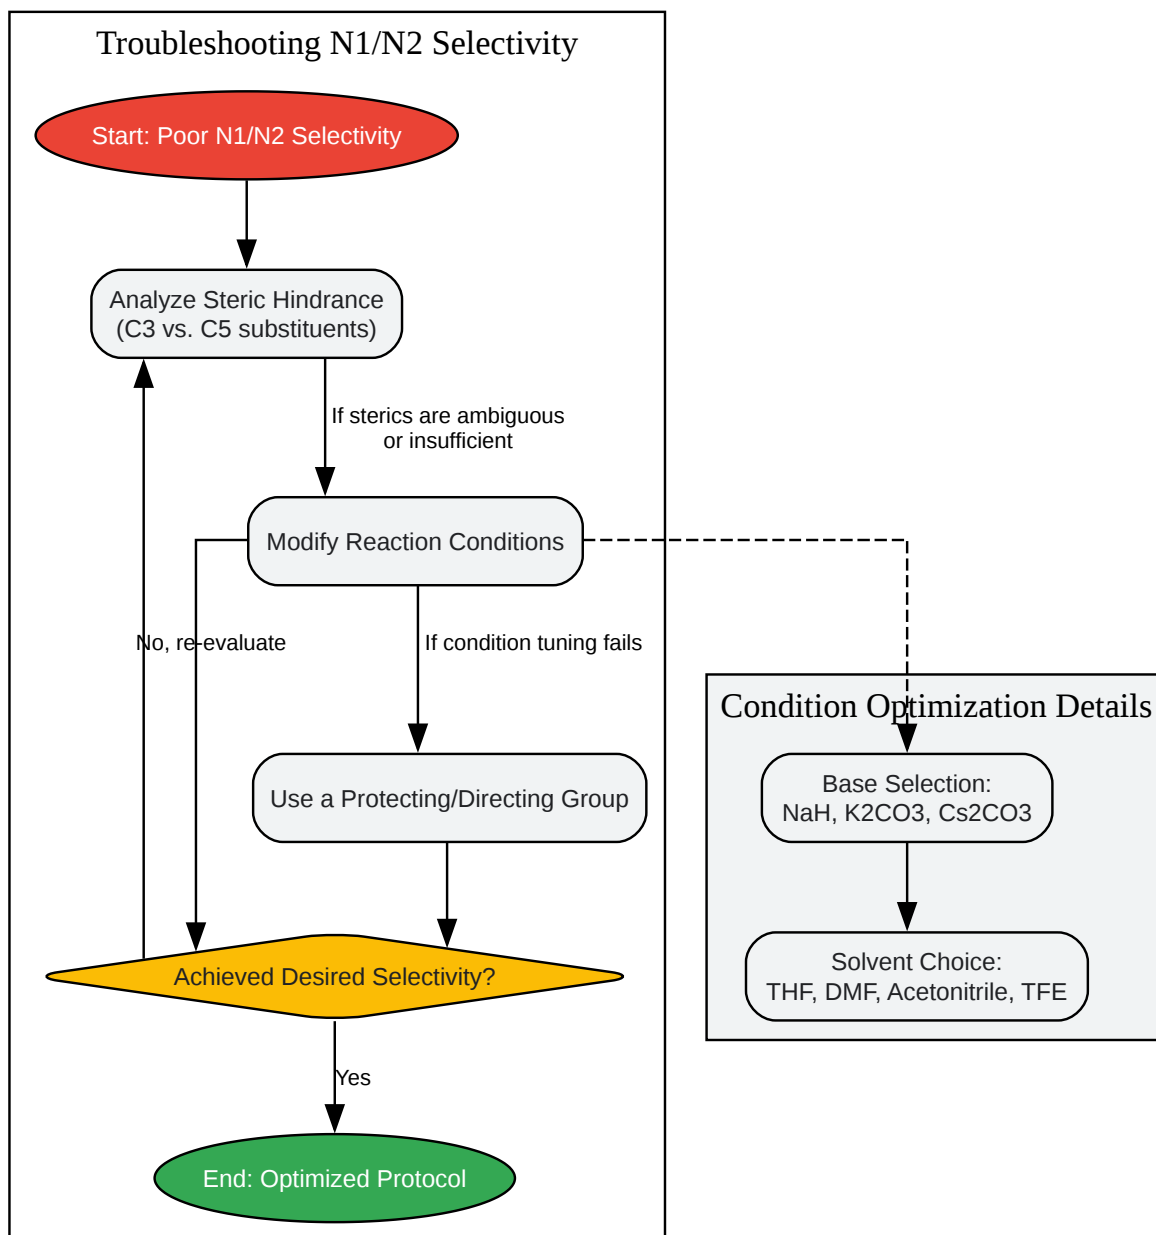 Troubleshooting N1/N2 Selectivity
Start: Poor N1/N2 Selectivity
Analyze Steric Hindrance
(C3 vs. C5 substituents)
If sterics are ambiguous
or insufficient
Modify Reaction Conditions
No, re-evaluate
If condition tuning fails
Use a Protecting/Directing Group
Achieved Desired Selectivity?
Yes
End: Optimized Protocol
Condition Optimization Details
Base Selection:
NaH, K2CO3, Cs2CO3
Solvent Choice:
THF, DMF, Acetonitrile, TFE